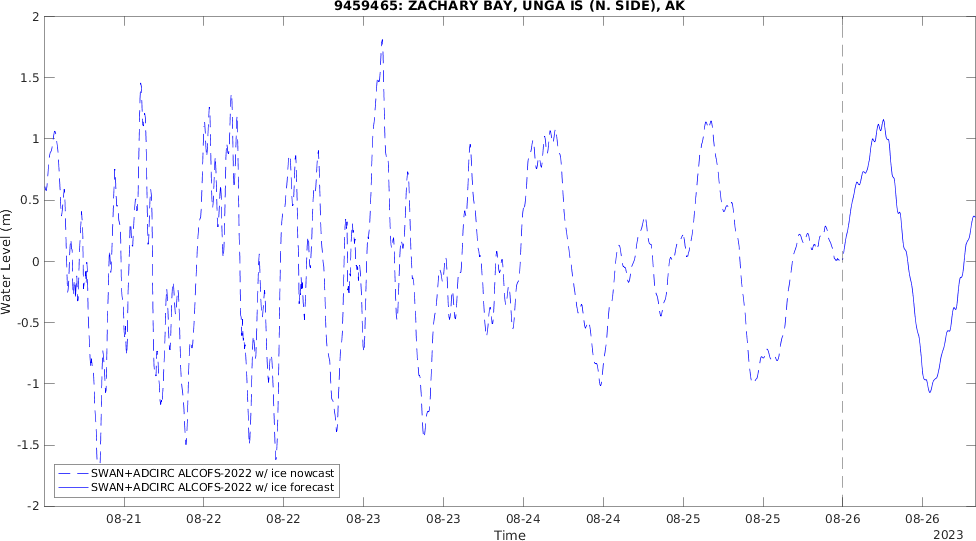 9459465: ZACHARY BAY, UNGA IS (N. SIDE), AK
2
1.5
1
0.5
0
-0.5
-1
-1.5
-2
Water Level (m)
SWAN+ADCIRC ALCOFS-2022 w/ ice nowcast
SWAN+ADCIRC ALCOFS-2022 w/ ice forecast
08-21 08-22 08-22 08-23 08-23 08-24 08-24 08-25 08-25 08-26 08-26
Time
2023